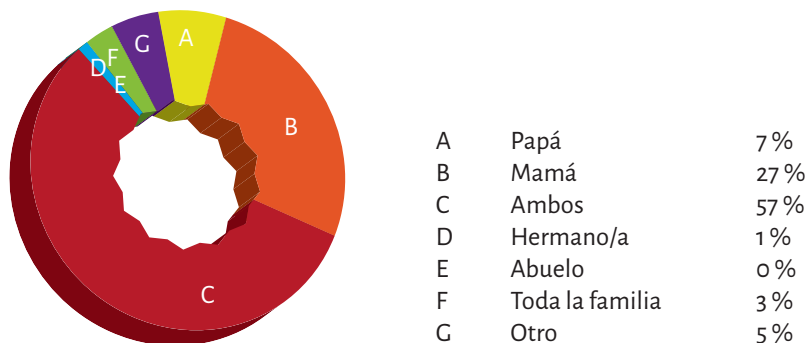 A
B
C
D
E
F
G
A Papá 7 %
B Mamá 27 %
C Ambos 57 %
D Hermano/a 1 %
E Abuelo 0 %
F Toda la familia 3 %
G Otro 5 %